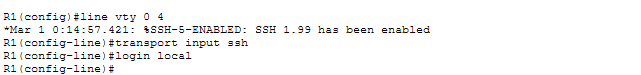 R1(config)#line vty 0 4
*Mar 1 0:14:57.421: %SSH-5-ENABLED: SSH 1.99 has been enabled
R1(config-line)#transport input ssh
R1(config-line)#login local
R1(config-line)#